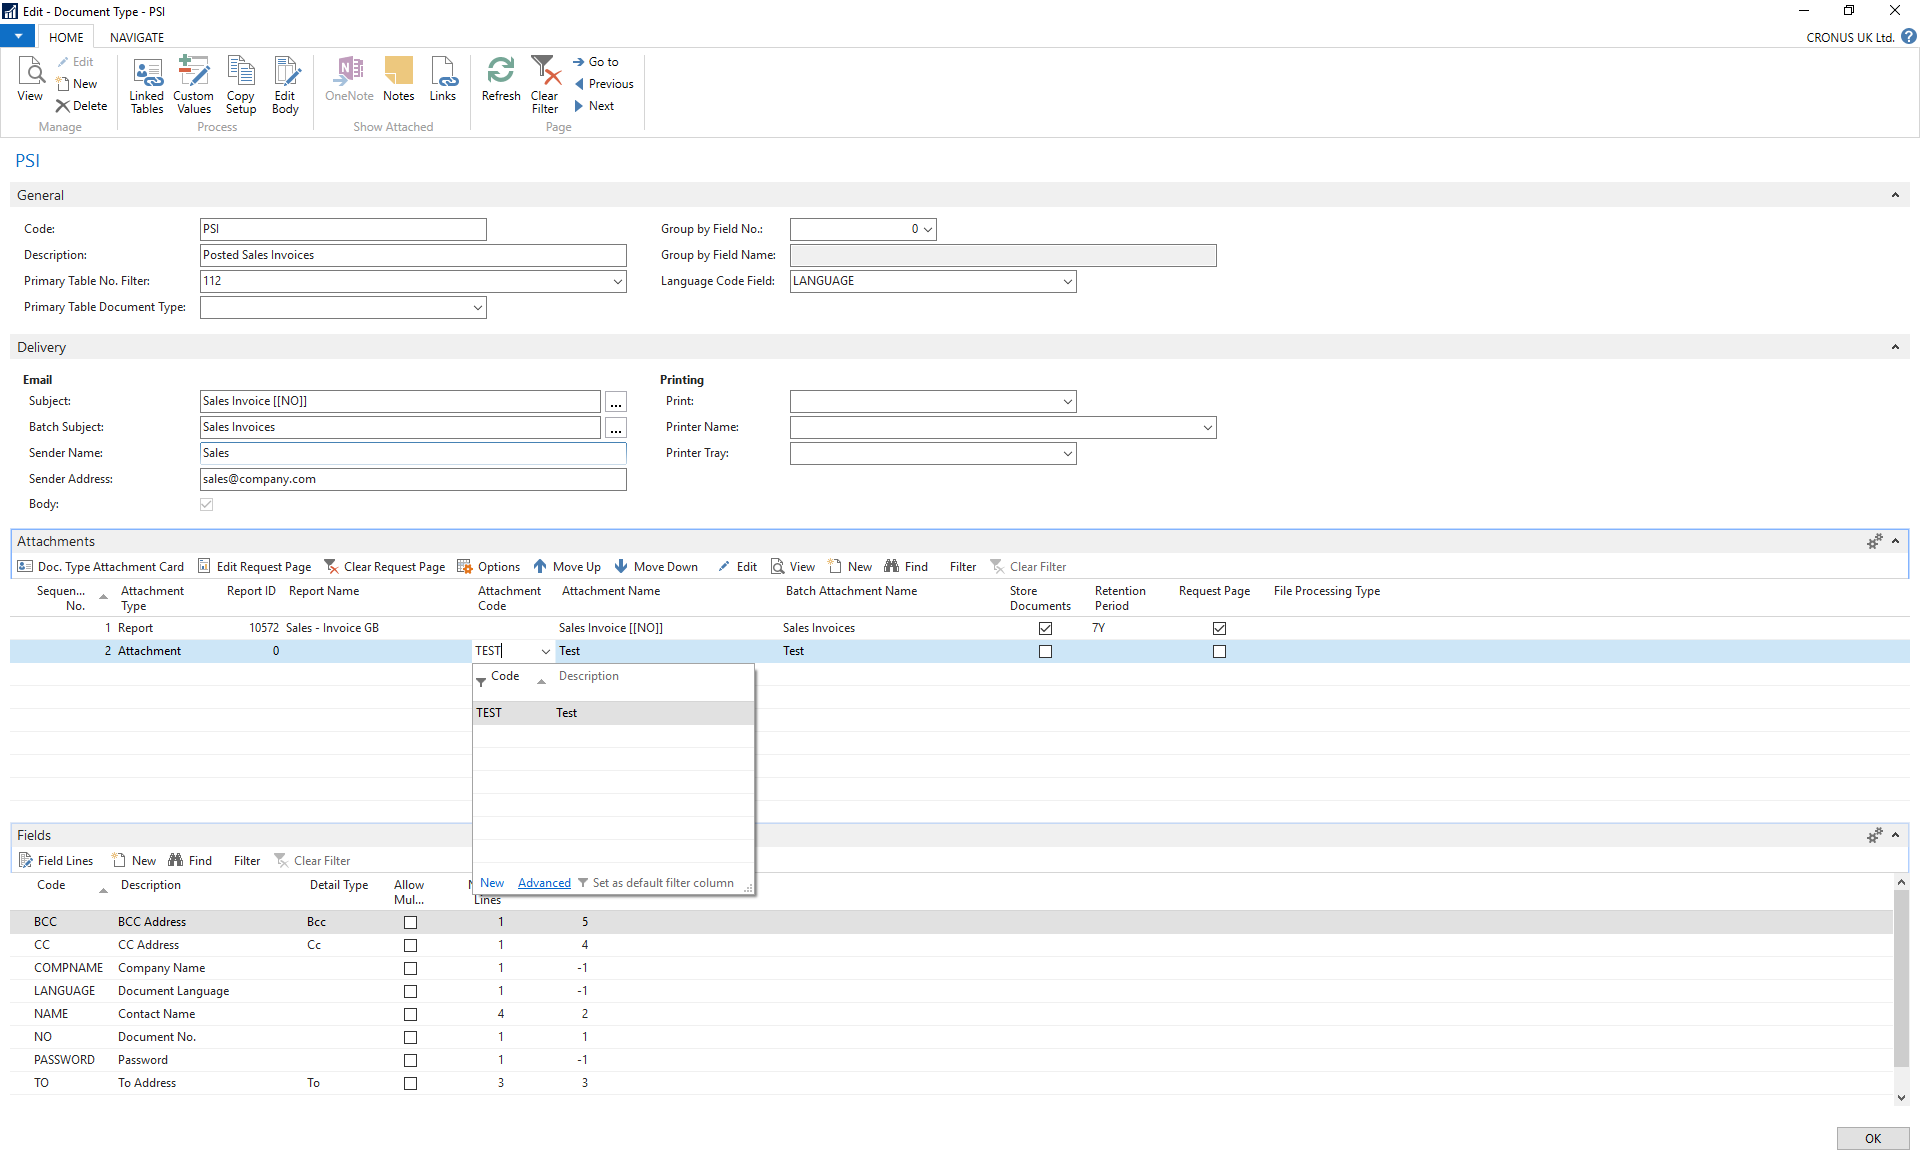 Edit - Document Type - PSI
HOME NAVIGATE CRONUS UK Ltd. ?
View Edit New Delete Linked Tables Custom Values Copy Setup Edit Body OneNote Notes Links Refresh Clear Filter Go to Previous Next
Manage Process Show Attached Page
PSI
General
Code: PSI Group by Field No.: 0
Description: Posted Sales Invoices Group by Field Name:
Primary Table No. Filter: 112 Language Code Field: LANGUAGE
Primary Table Document Type:
Delivery
Email Printing
Subject: Sales Invoice [[NO]] ... Print:
Batch Subject: Sales Invoices ... Printer Name:
Sender Name: Sales Printer Tray:
Sender Address: sales@company.com
Body:
Attachments
Doc. Type Attachment Card Edit Request Page Clear Request Page Options Move Up Move Down Edit View New Find Filter Clear Filter
Sequen... No. Attachment Type Report ID Report Name Attachment Code Attachment Name Batch Attachment Name Store Documents Retention Period Request Page File Processing Type
1 Report 10572 Sales - Invoice GB Sales Invoice [[NO]] Sales Invoices 7Y
2 Attachment 0 TEST Test Test
Code Description
TEST Test
New Advanced Set as default filter column
Fields
Field Lines New Find Filter Clear Filter
Code Description Detail Type Allow Mul... Lines
BCC BCC Address Bcc 1 5
CC CC Address Cc 1 4
COMPNAME Company Name 1 -1
LANGUAGE Document Language 1 -1
NAME Contact Name 4 2
NO Document No. 1 1
PASSWORD Password 1 -1
TO To Address To 3 3
OK